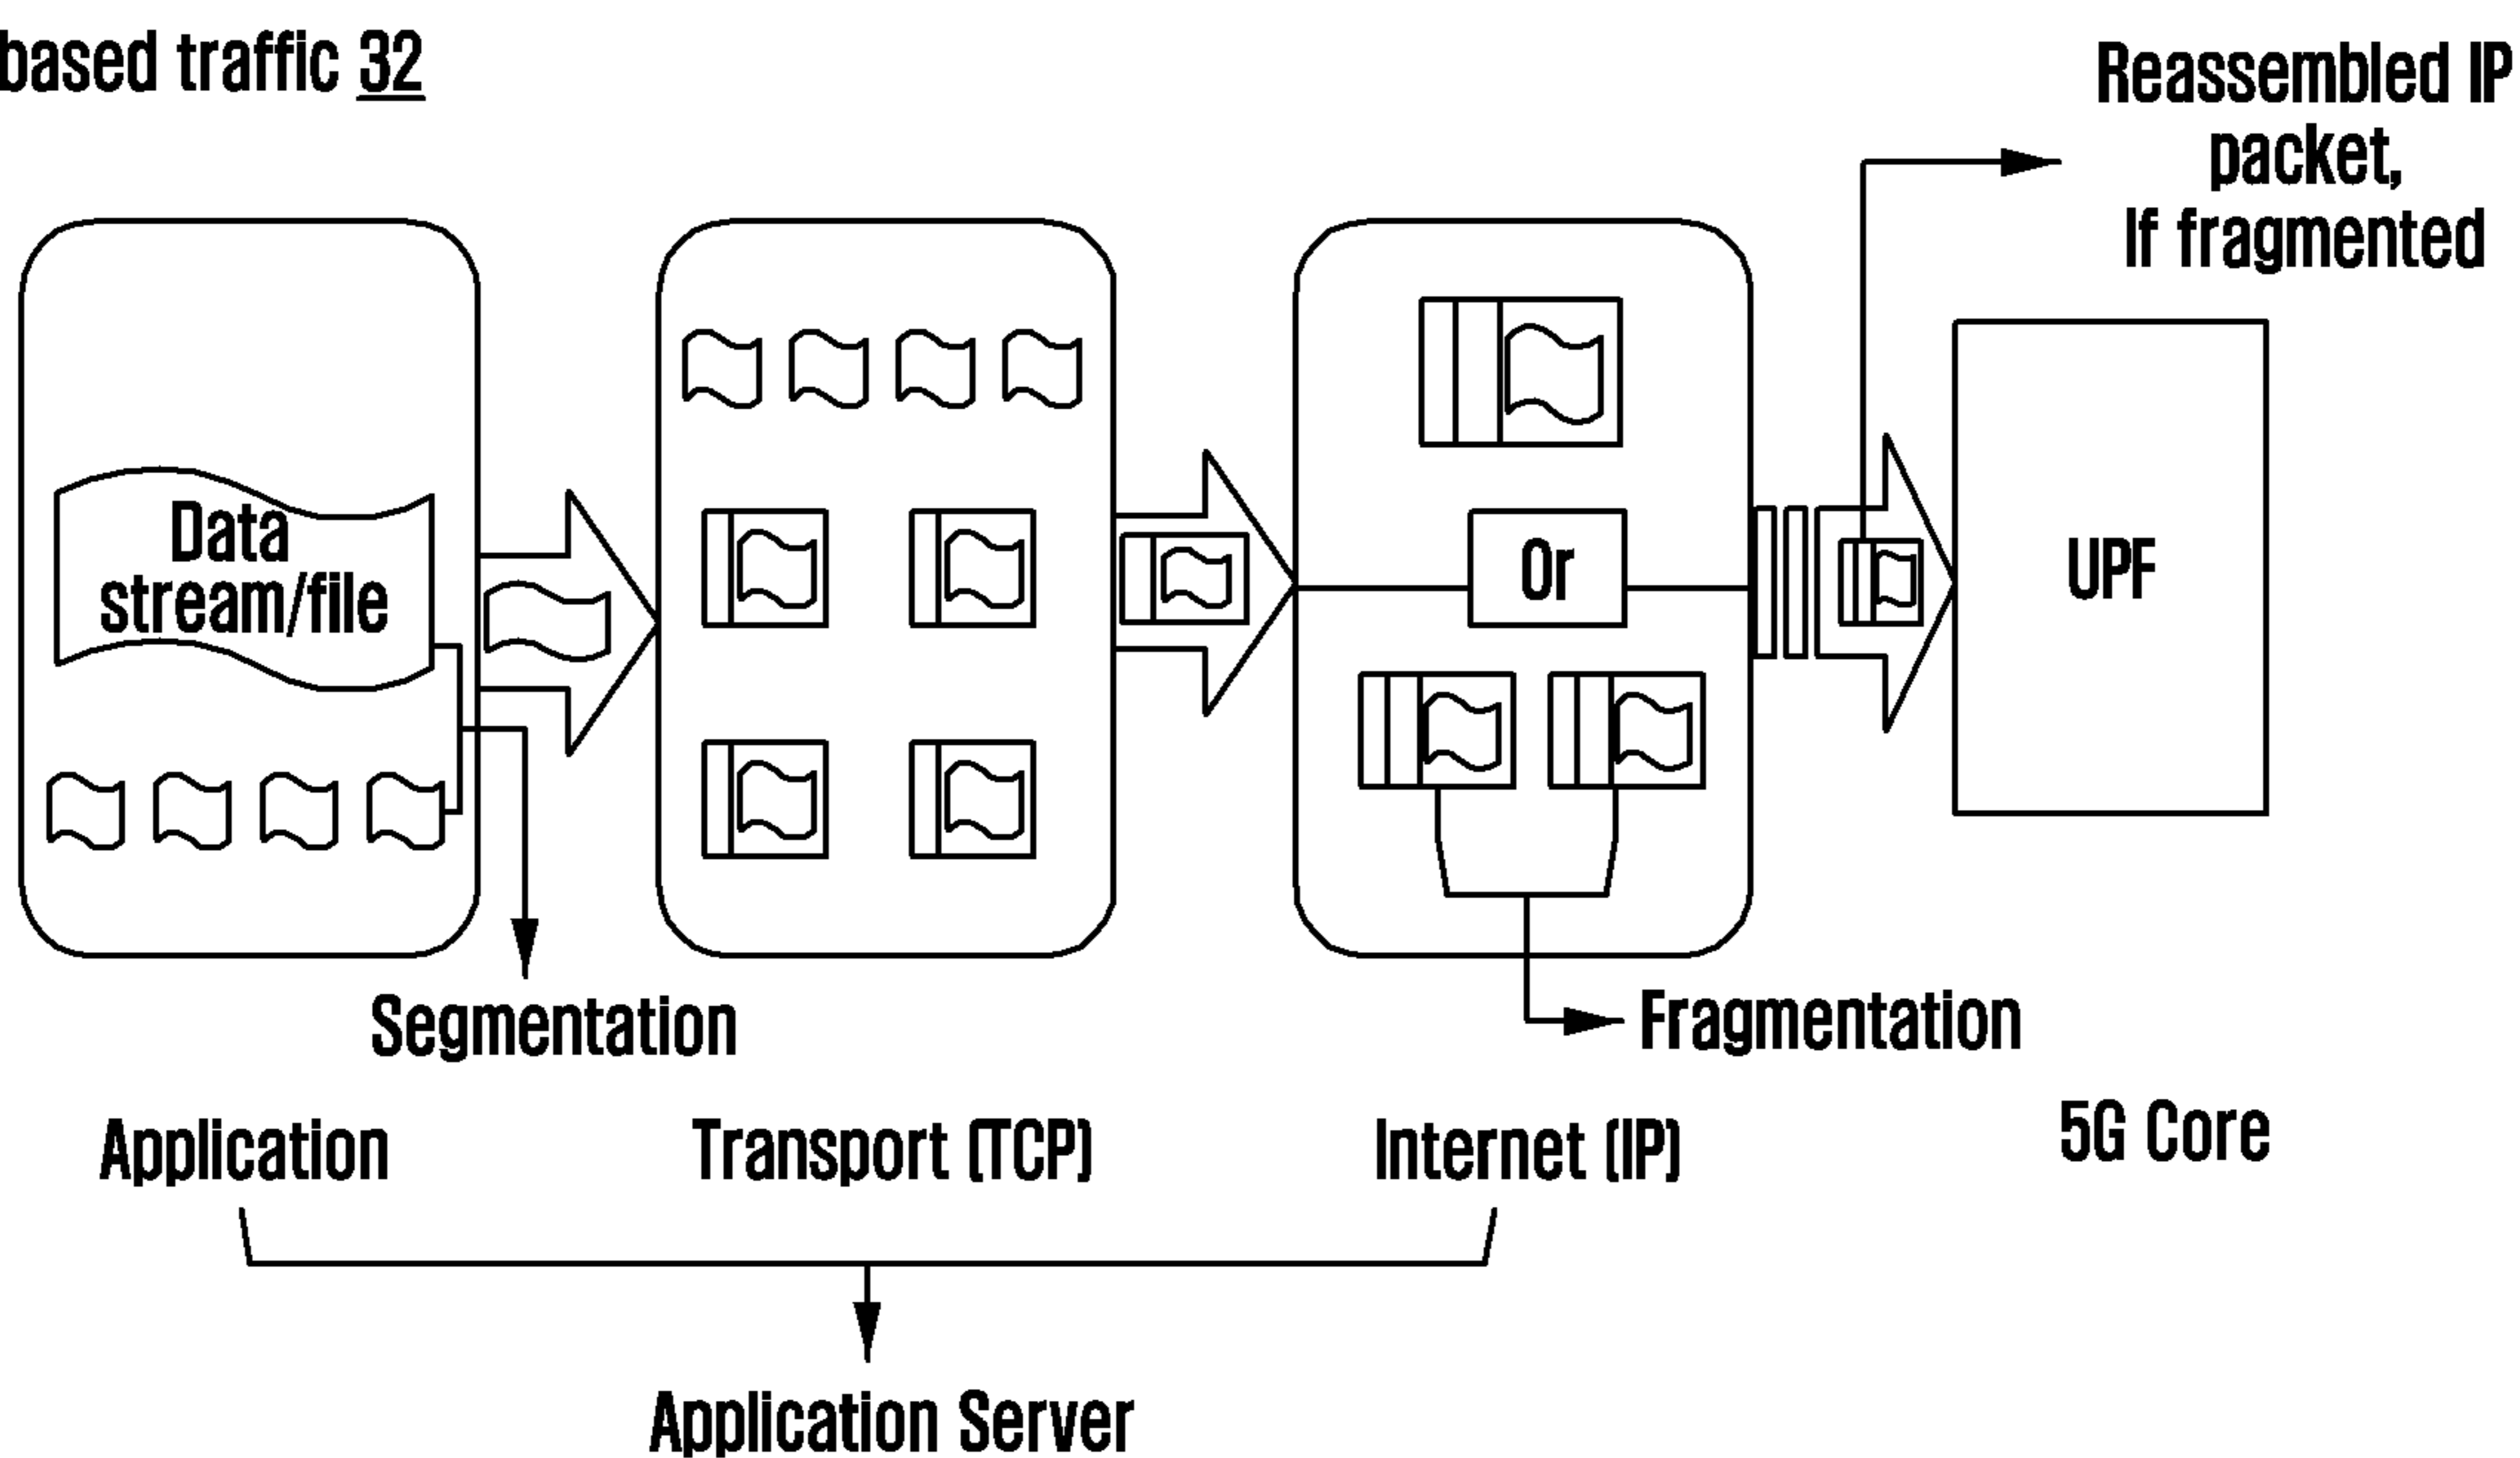 based traffic 32
Reassembled IP
packet,
If fragmented
Data
stream/file
Or
UPF
Segmentation
Fragmentation
Application
Transport (TCP)
Internet (IP)
5G Core
Application Server